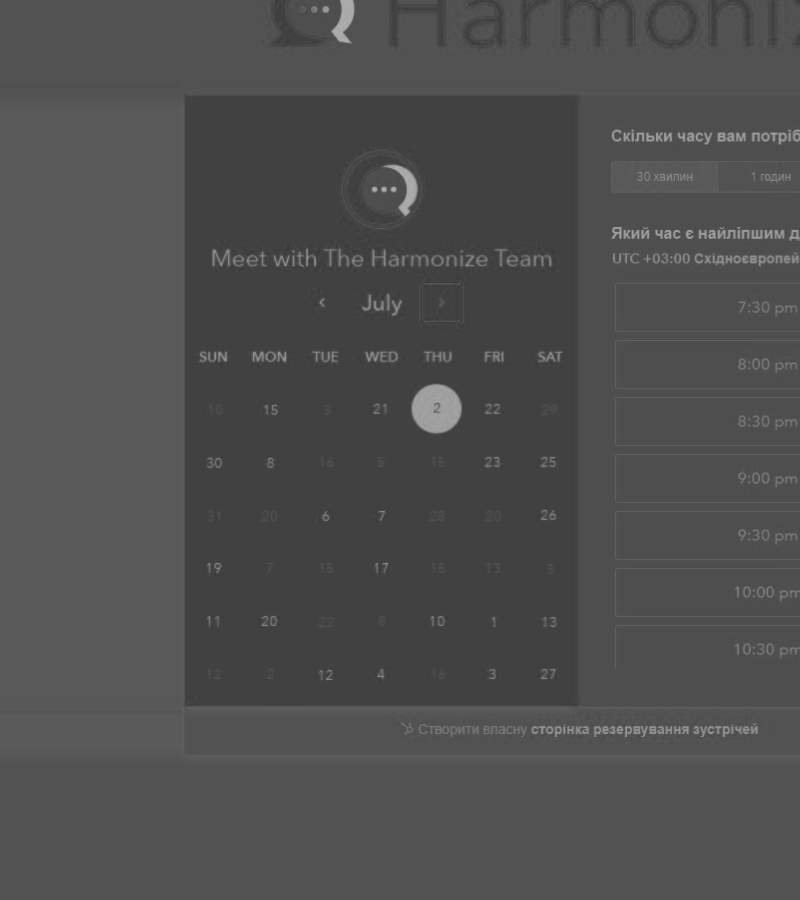 Harmoniz
Meet with The Harmonize Team
July
SUN MON TUE WED THU FRI SAT
10 15 3 21 2 22 29
30 8 16 5 15 23 25
31 20 6 7 28 20 26
19 7 15 17 15 13 3
11 20 22 8 10 1 13
12 2 12 4 16 3 27
Скільки часу вам потріб
30 хвилин 1 годин
Який час є найліпшим д
UTC +03:00 Східноєвропей
7:30 pm
8:00 pm
8:30 pm
9:00 pm
9:30 pm
10:00 pm
10:30 pm
Створити власну сторінка резервування зустрічей